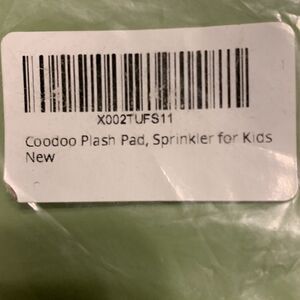 X002TUFS11
Coodoo Plash Pad, Sprinkler for Kids
New